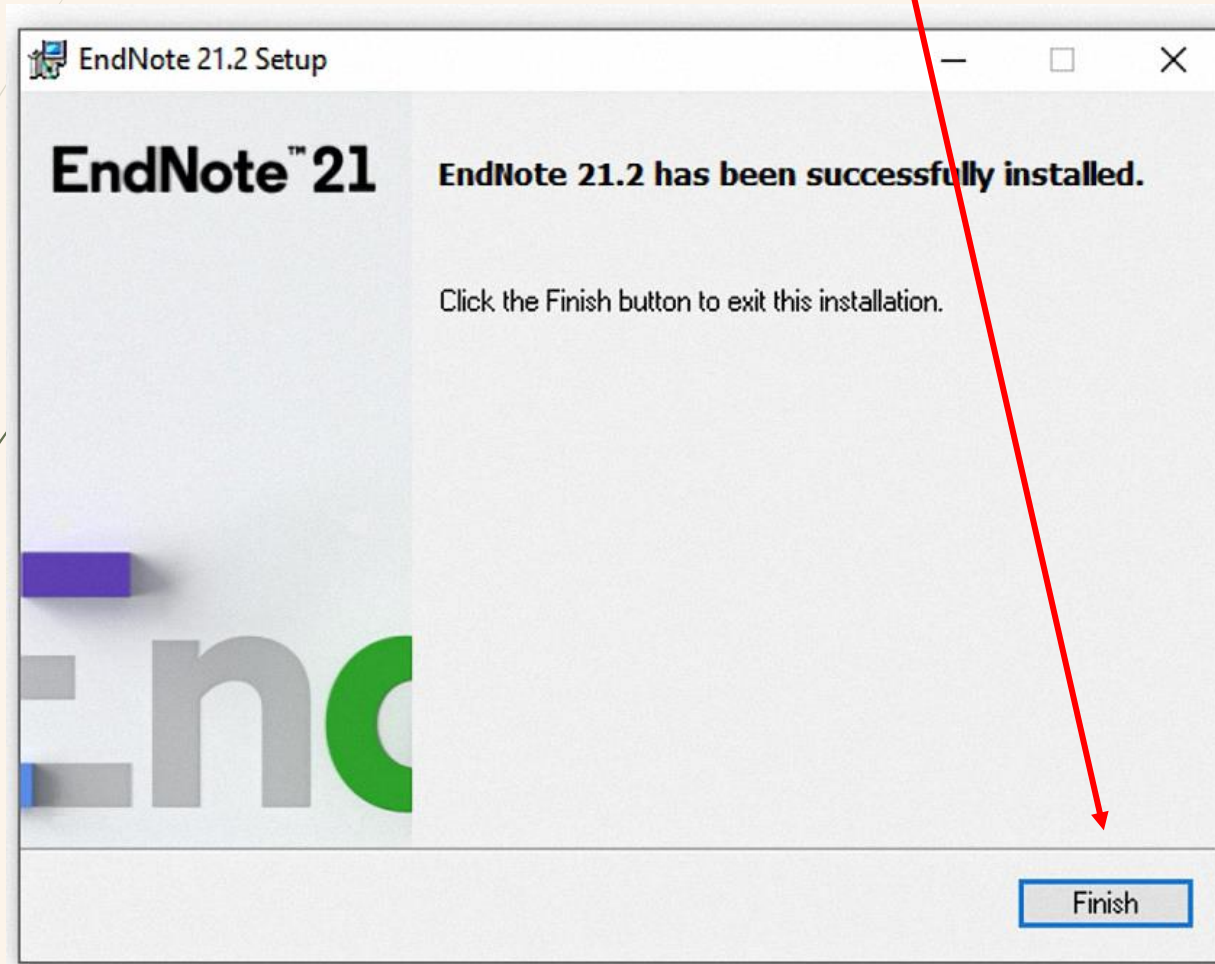 EndNote 21.2 Setup
EndNote™21
EndNote 21.2 has been successfully installed.
Click the Finish button to exit this installation.
En
Finish